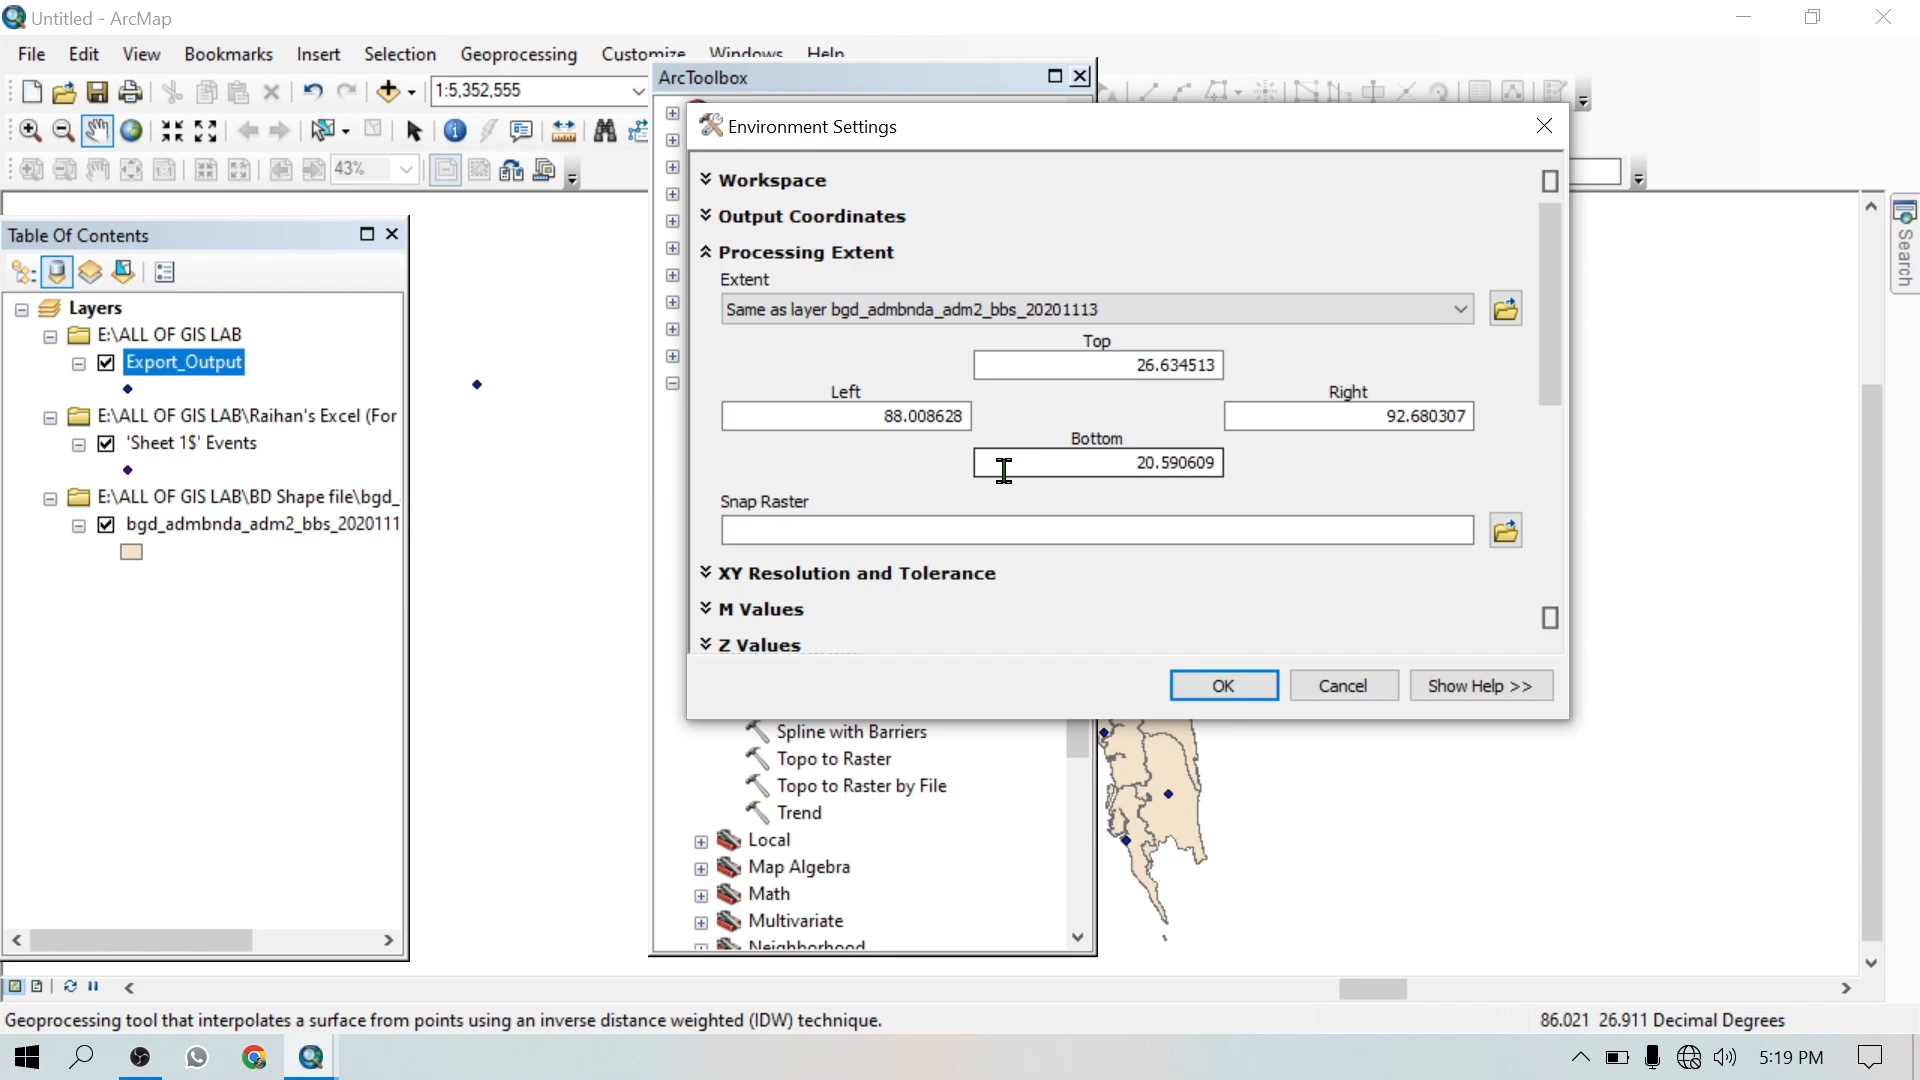 Untitled - ArcMap
File Edit View Bookmarks Insert Selection Geoprocessing Customize Windows Help
1:5,352,555
ArcToolbox
43%
Environment Settings
Workspace
Output Coordinates
Processing Extent
Extent
Same as layer bgd_admbnda_adm2_bbs_20201113
Top
26.634513
Left
Right
88.008628
92.680307
Bottom
20.590609
Snap Raster
XY Resolution and Tolerance
M Values
Z Values
OK Cancel Show Help >>
Search
Table Of Contents
Layers
E:\ALL OF GIS LAB
Export_Output
E:\ALL OF GIS LAB\Raihan's Excel (For
'Sheet 1$' Events
E:\ALL OF GIS LAB\BD Shape file\bgd_
bgd_admbnda_adm2_bbs_2020111
Spline with Barriers
Topo to Raster
Topo to Raster by File
Trend
Local
Map Algebra
Math
Multivariate
Neighborhood
Geoprocessing tool that interpolates a surface from points using an inverse distance weighted (IDW) technique.
86.021 26.911 Decimal Degrees
5:19 PM